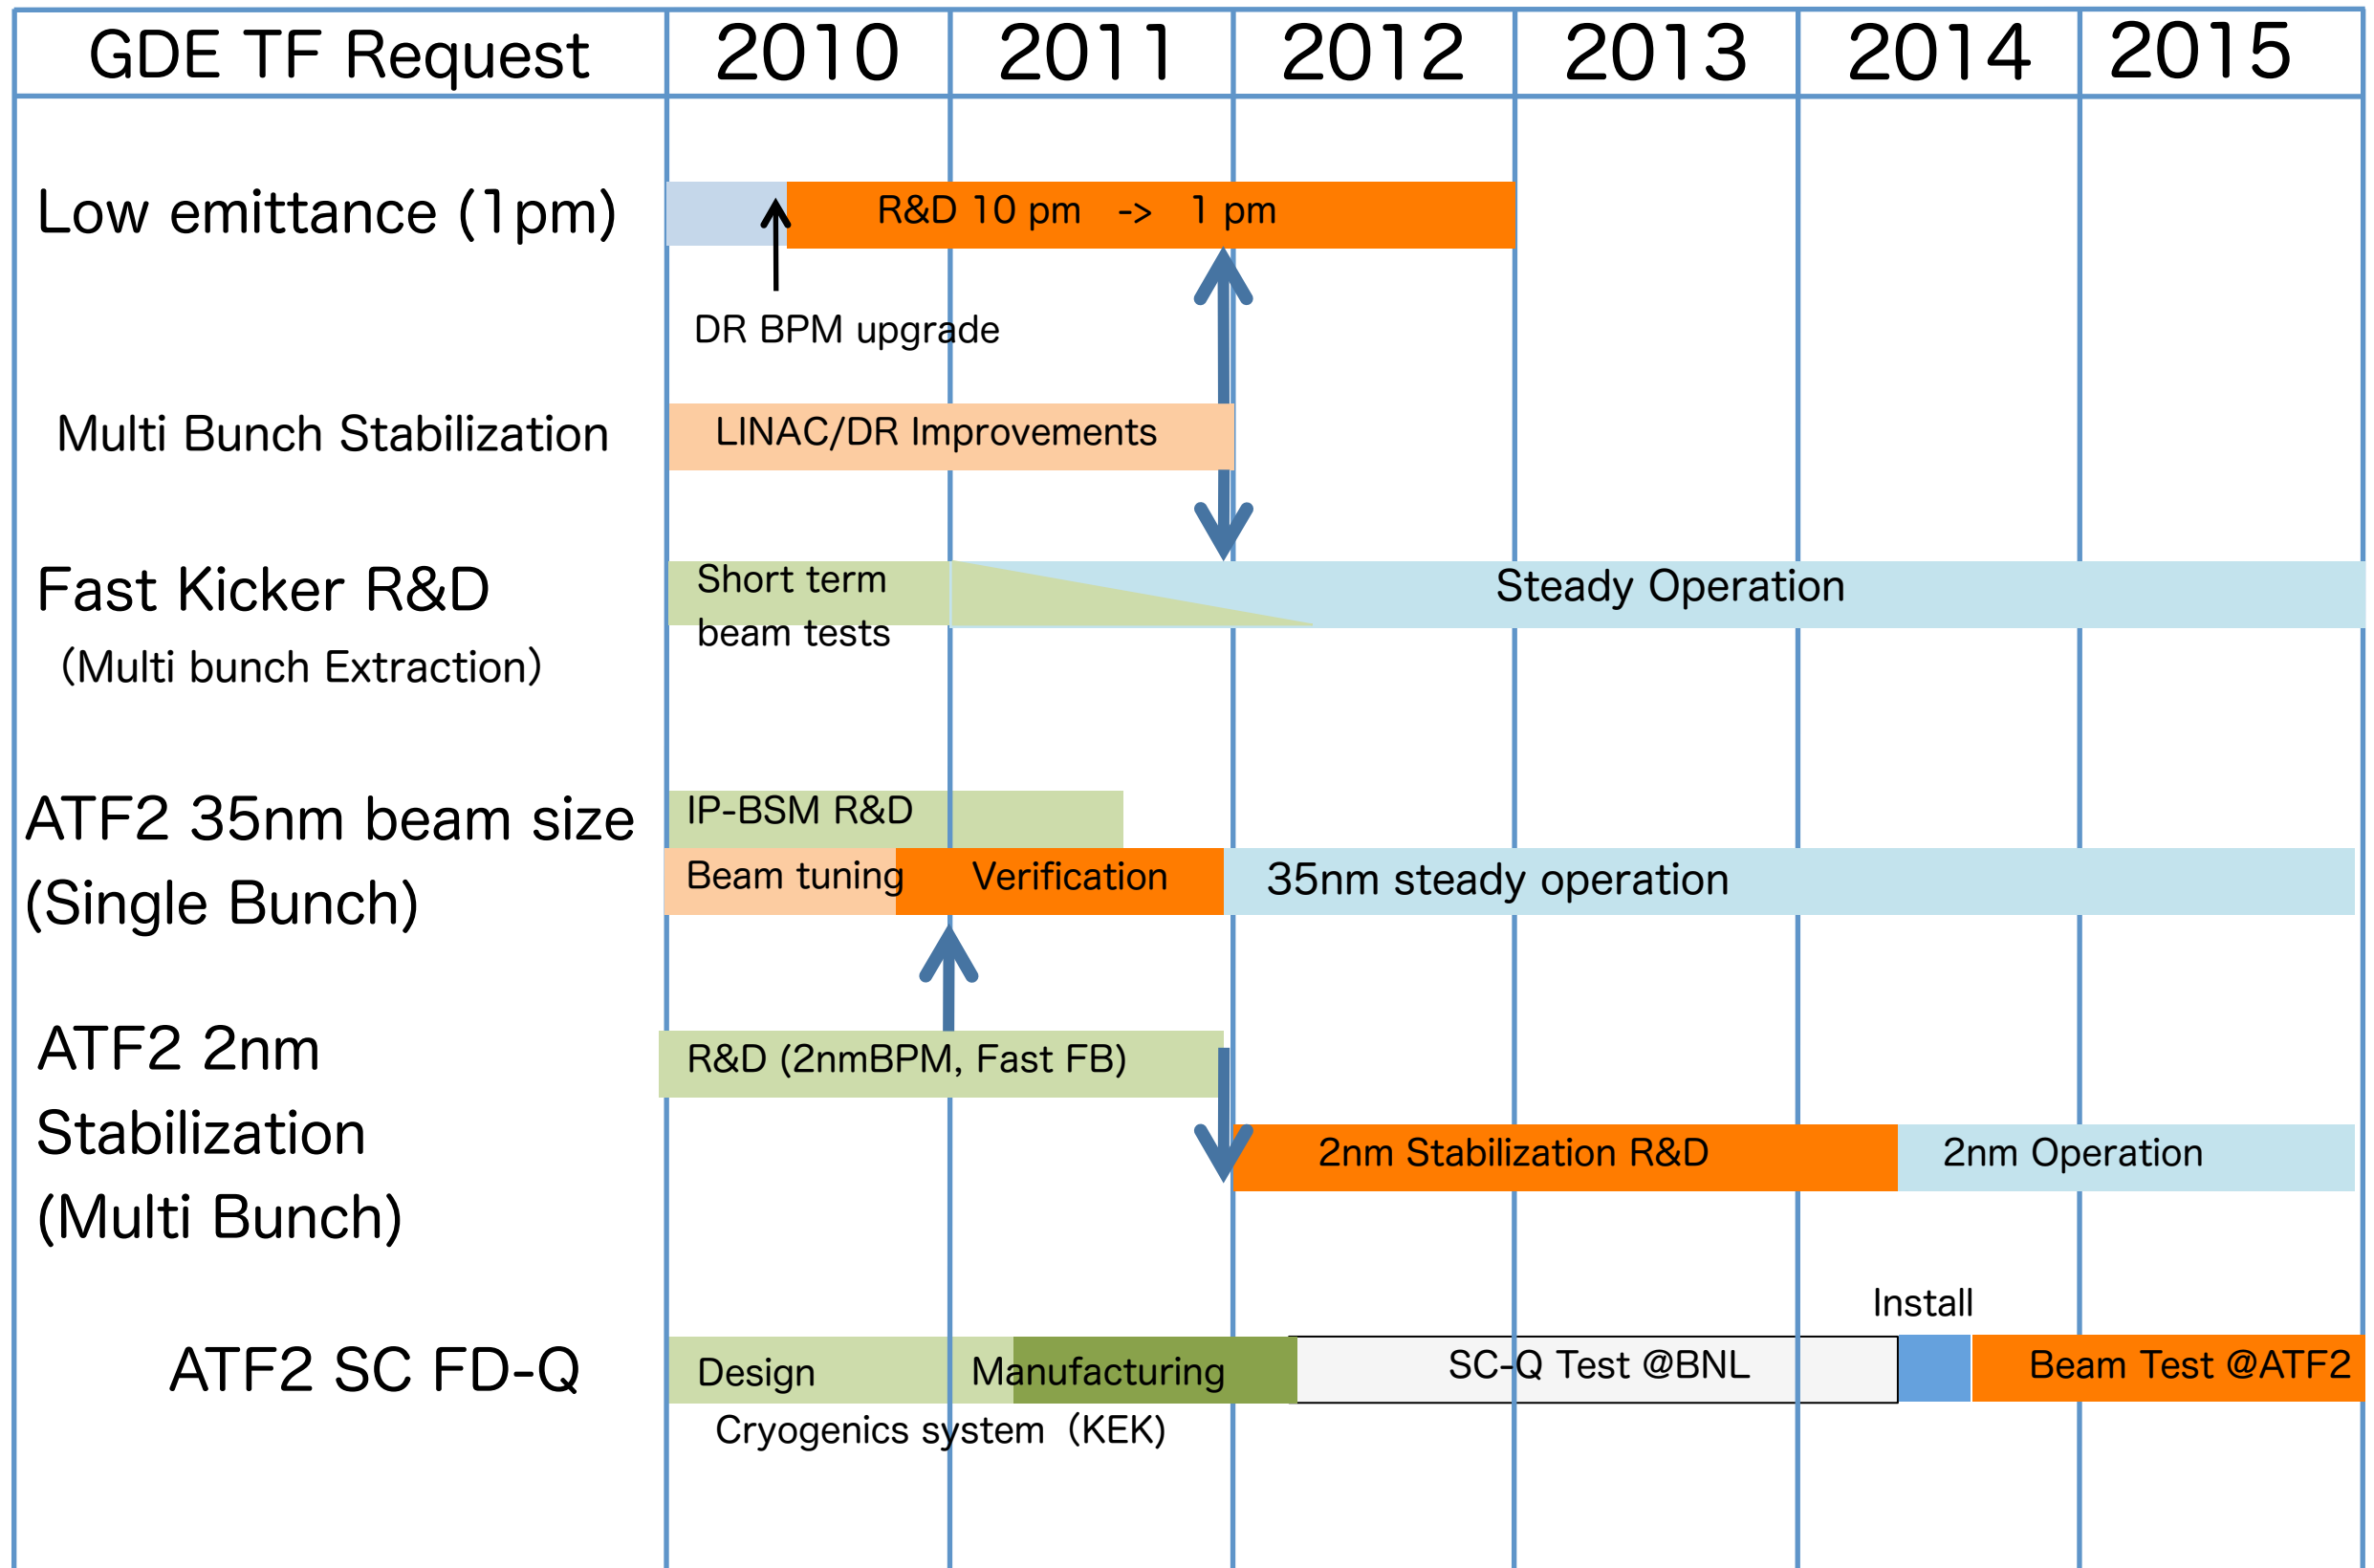 GDE TF Request 2010 2011 2012 2013 2014 2015
Low emittance (1pm)
R&D 10 pm -> 1 pm
DR BPM upgrade
Multi Bunch Stabilization
LINAC/DR Improvements
Fast Kicker R&D
(Multi bunch Extraction)
Short term
beam tests
Steady Operation
ATF2 35nm beam size
(Single Bunch)
IP-BSM R&D
Beam tuning
Verification
35nm steady operation
ATF2 2nm
Stabilization
(Multi Bunch)
R&D (2nmBPM, Fast FB)
2nm Stabilization R&D
2nm Operation
Install
ATF2 SC FD-Q
Design
Manufacturing
SC-Q Test @BNL
Beam Test @ATF2
Cryogenics system (KEK)